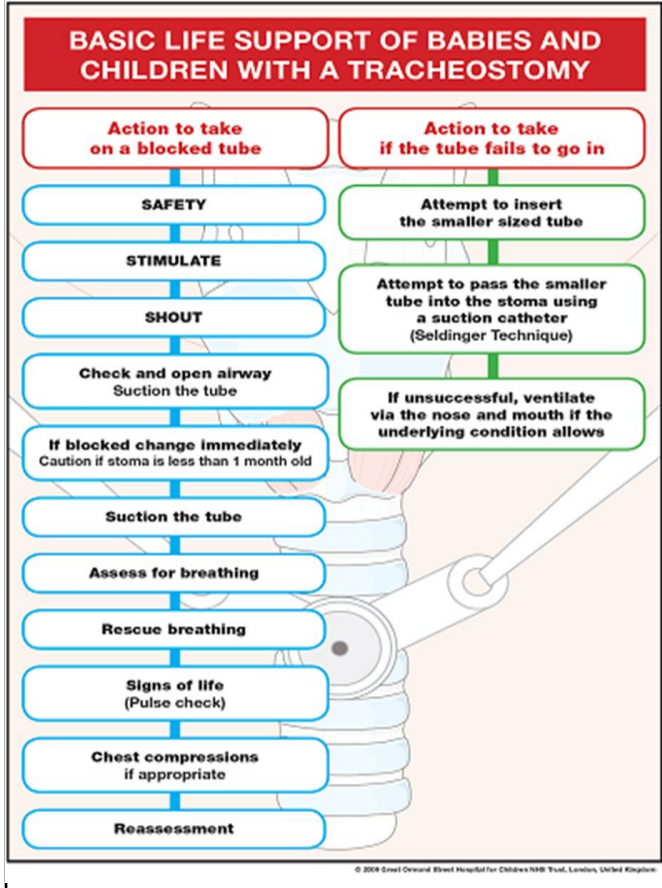 BASIC LIFE SUPPORT OF BABIES AND
CHILDREN WITH A TRACHEOSTOMY
Action to take
on a blocked tube
SAFETY
STIMULATE
SHOUT
Check and open airway
Suction the tube
If blocked change immediately
Caution if stoma is less than 1 month old
Suction the tube
Assess for breathing
Rescue breathing
Signs of life
(Pulse check)
Chest compressions
if appropriate
Reassessment
Action to take
if the tube fails to go in
Attempt to insert
the smaller sized tube
Attempt to pass the smaller
tube into the stoma using
a suction catheter
(Seldinger Technique)
If unsuccessful, ventilate
via the nose and mouth if the
underlying condition allows
© 2009 Great Ormond Street Hospital for Children NHS Trust, London, United Kingdom